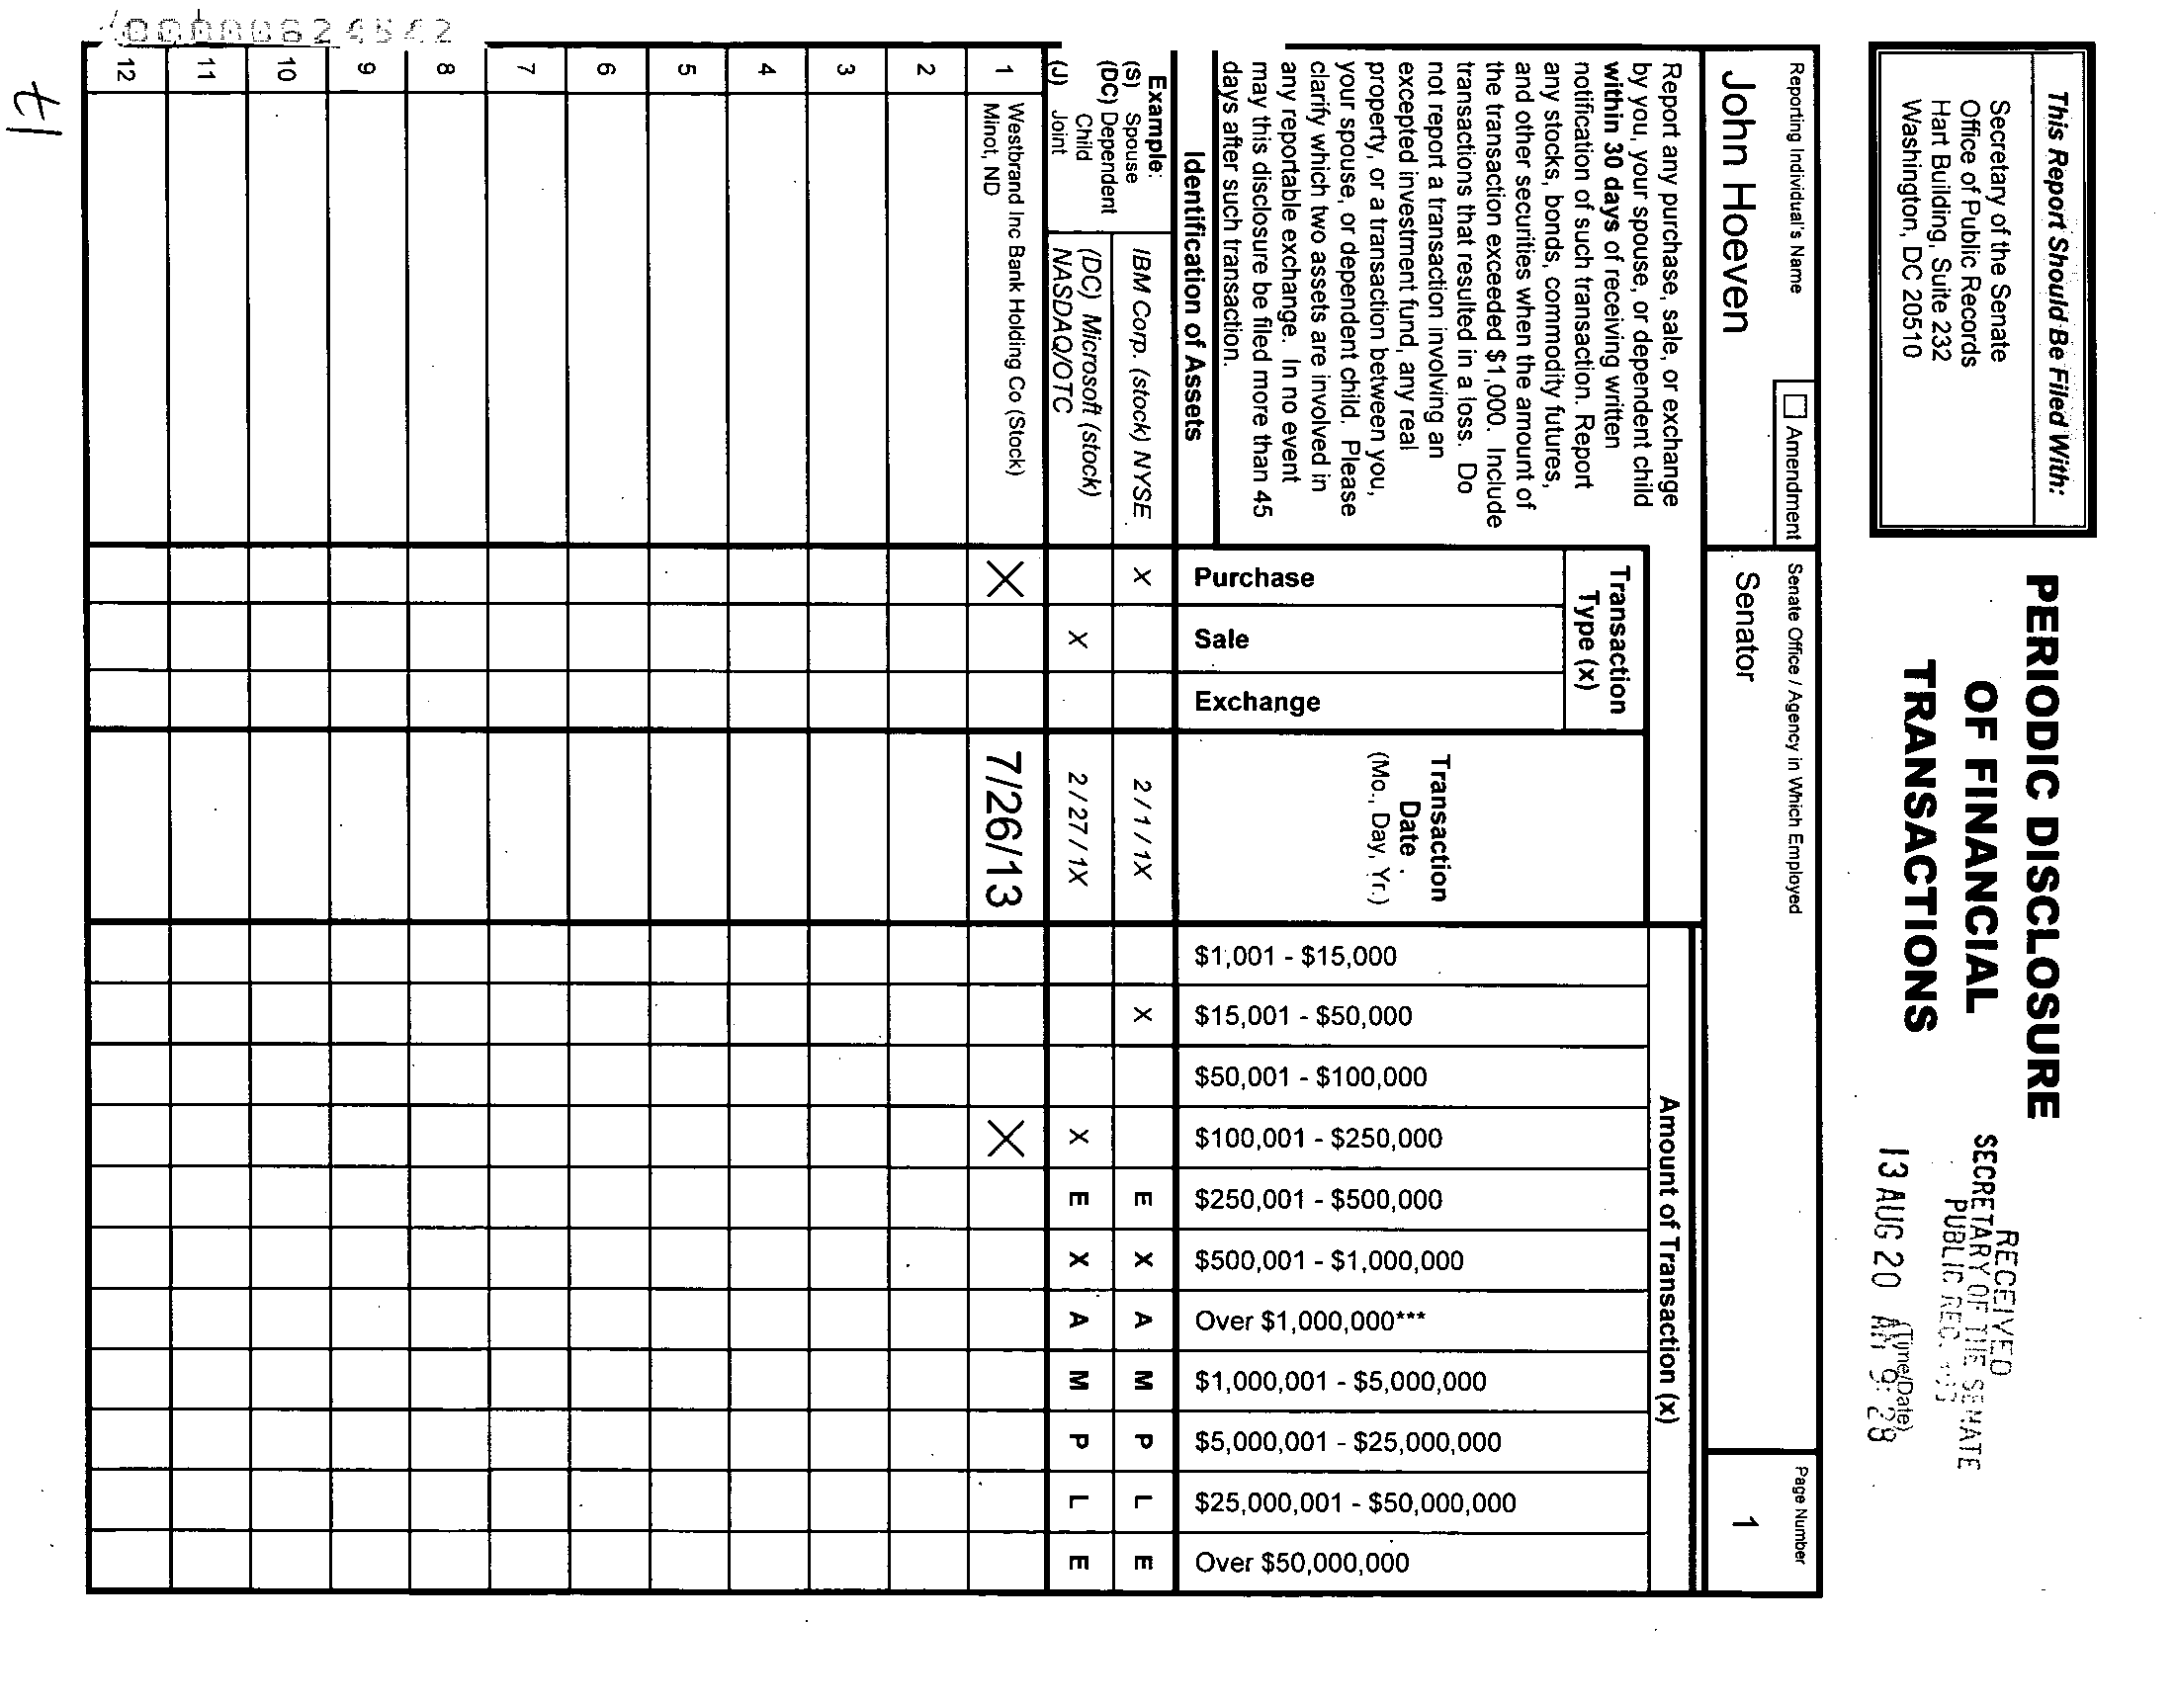 This Report Should Be Filed With:
Secretary of the Senate
Office of Public Records
Hart Building, Suite 232
Washington, DC 20510
PERIODIC DISCLOSURE
OF FINANCIAL
TRANSACTIONS
RECEIVED
SECRETARY OF THE SENATE
PUBLIC
(Time/Date)
13 AUG 20 AM 9:28
Reporting Individual's Name
Amendment
John Hoeven
Senate Office / Agency in Which Employed
Senator
Page Number
1
Report any purchase, sale, or exchange
by you, your spouse, or dependent child
within 30 days of receiving written
notification of such transaction. Report
any stocks, bonds, commodity futures,
and other securities when the amount of
the transaction exceeded $1,000. Include
transactions that resulted in a loss. Do
not report a transaction involving an
excepted investment fund, any real
property, or a transaction between you,
your spouse, or dependent child. Please
clarify which two assets are involved in
any reportable exchange. In no event
may this disclosure be filed more than 45
days after such transaction.
Identification of Assets
Transaction
Type (x)
Purchase
Sale
Exchange
Transaction
Date
(Mo., Day, Yr.)
Amount of Transaction (x)
$1,001 - $15,000
$15,001 - $50,000
$50,001 - $100,000
$100,001 - $250,000
$250,001 - $500,000
$500,001 - $1,000,000
Over $1,000,000***
$1,000,001 - $5,000,000
$5,000,001 - $25,000,000
$25,000,001 - $50,000,000
Over $50,000,000
Example:
(S) Spouse
(DC) Dependent
Child
(J) Joint
IBM Corp. (stock) NYSE X 2 / 1 / 1X X E X A M P L E
(DC) Microsoft (stock)
NASDAQ/OTC X 2 / 27 / 1X X E X A M P L E
1 Westbrand Inc Bank Holding Co (Stock)
Minot, ND X 7/26/13 X
2
3
4
5
6
7
8
9
10
11
12